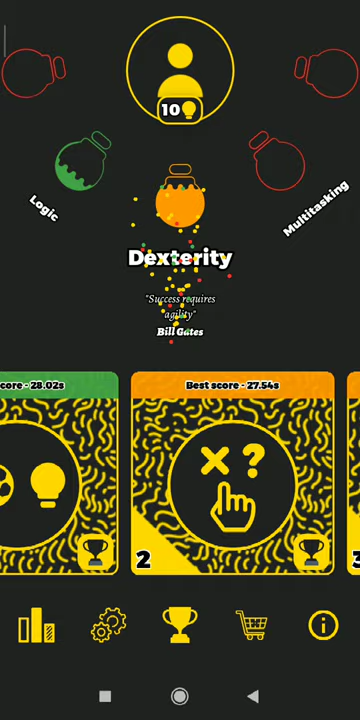 10
Logic
Multitasking
Dexterity
"Success requires
agility"
Bill Gates
core - 28.02s
Best score - 27.54s
2
3